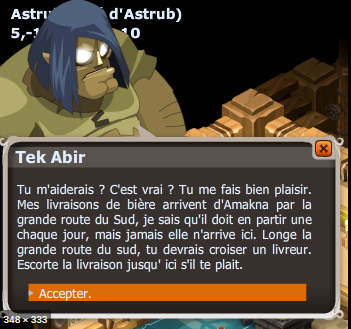 Astru d'Astrub)
5,-1 10
Tek Abir
Tu m'aiderais ? C'est vrai ? Tu me fais bien plaisir.
Mes livraisons de bière arrivent d'Amakna par la
grande route du Sud, je sais qu'il doit en partir une
chaque jour, mais jamais elle n'arrive ici. Longe la
grande route du sud, tu devrais croiser un livreur.
Escorte la livraison jusqu' ici s'il te plait.
Accepter.
348 × 333